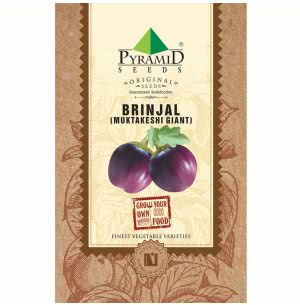 PYRAMID
SEEDS
ORIGINAL
SEEDS
BRINJAL
(MUKTAKESHI GIANT)
GROW YOUR
OWN
FOOD
FINEST VEGETABLE VARIETIES
N